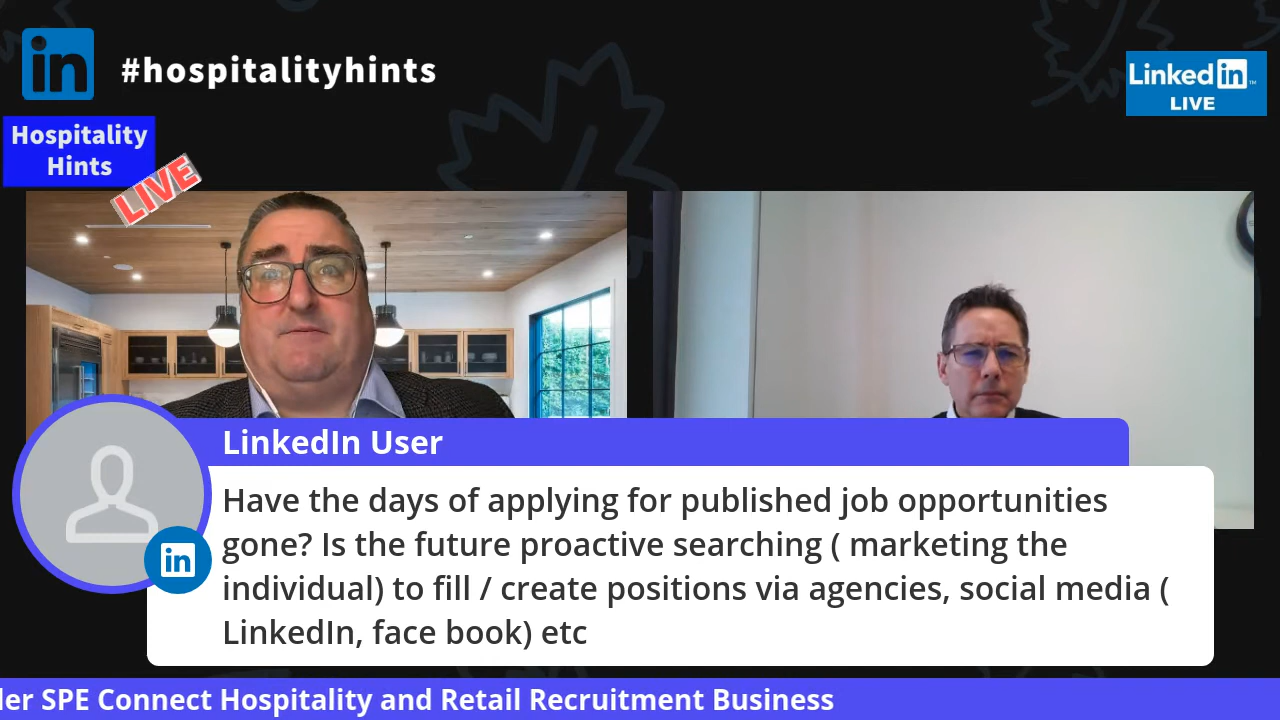 in
#hospitalityhints
Linked in
LIVE
Hospitality
Hints
LIVE
LinkedIn User
Have the days of applying for published job opportunities
gone? Is the future proactive searching ( marketing the
individual) to fill / create positions via agencies, social media (
LinkedIn, face book) etc
in
SPE Connect Hospitality and Retail Recruitment Business